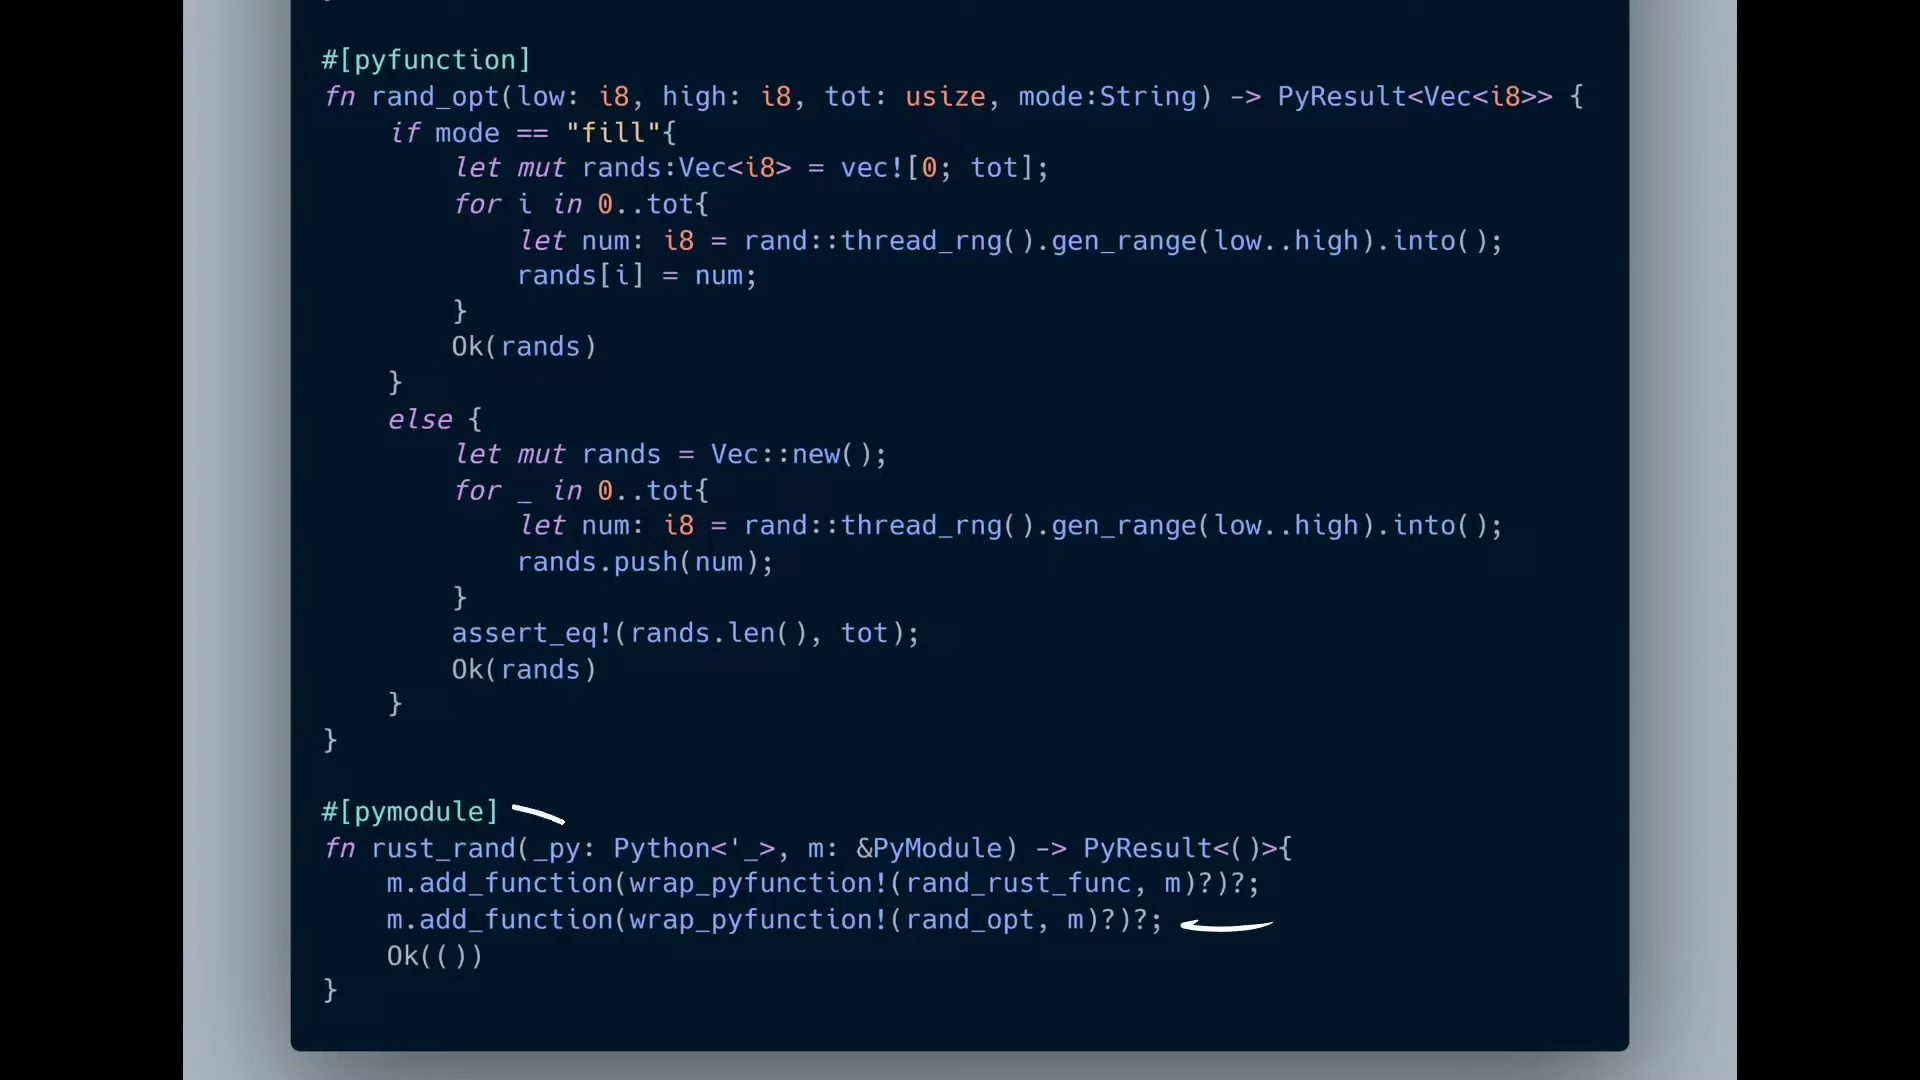 #[pyfunction]
fn rand_opt(low: i8, high: i8, tot: usize, mode:String) -> PyResult<Vec<i8>> {
    if mode == "fill"{
        let mut rands:Vec<i8> = vec![0; tot];
        for i in 0..tot{
            let num: i8 = rand::thread_rng().gen_range(low..high).into();
            rands[i] = num;
        }
        Ok(rands)
    }
    else {
        let mut rands = Vec::new();
        for _ in 0..tot{
            let num: i8 = rand::thread_rng().gen_range(low..high).into();
            rands.push(num);
        }
        assert_eq!(rands.len(), tot);
        Ok(rands)
    }
}
#[pymodule]
fn rust_rand(_py: Python<'_>, m: &PyModule) -> PyResult<()>{
    m.add_function(wrap_pyfunction!(rand_rust_func, m)?)?;
    m.add_function(wrap_pyfunction!(rand_opt, m)?)?;
    Ok(())
}